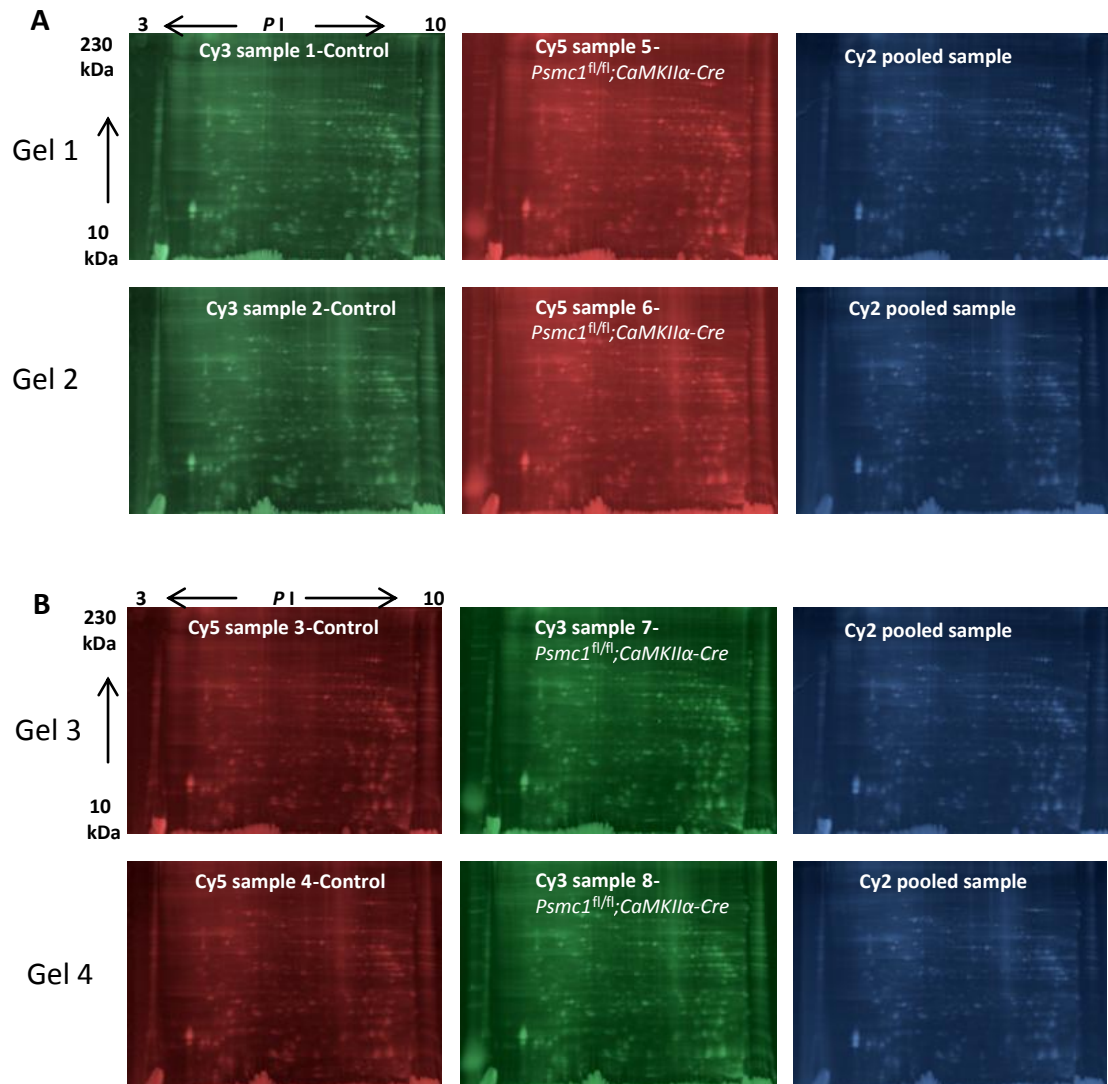 A
3 P I 10
230
kDa
Gel 1
10
kDa
Cy3 sample 1-Control
Cy5 sample 5-
Psmc1fl/fl;CaMKIIα-Cre
Cy2 pooled sample
Gel 2
Cy3 sample 2-Control
Cy5 sample 6-
Psmc1fl/fl;CaMKIIα-Cre
Cy2 pooled sample
B
3 P I 10
230
kDa
Gel 3
10
kDa
Cy5 sample 3-Control
Cy3 sample 7-
Psmc1fl/fl;CaMKIIα-Cre
Cy2 pooled sample
Gel 4
Cy5 sample 4-Control
Cy3 sample 8-
Psmc1fl/fl;CaMKIIα-Cre
Cy2 pooled sample